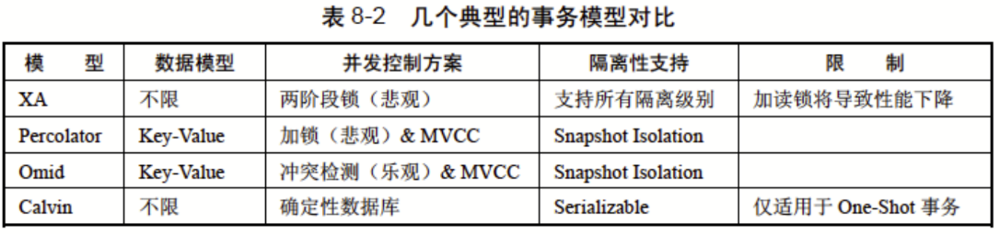 表 8-2 几个典型的事务模型对比
模 型 数据模型 并发控制方案 隔离性支持 限 制
XA 不限 两阶段锁（悲观） 支持所有隔离级别 加读锁将导致性能下降
Percolator Key-Value 加锁（悲观）& MVCC Snapshot Isolation
Omid Key-Value 冲突检测（乐观）& MVCC Snapshot Isolation
Calvin 不限 确定性数据库 Serializable 仅适用于 One-Shot 事务